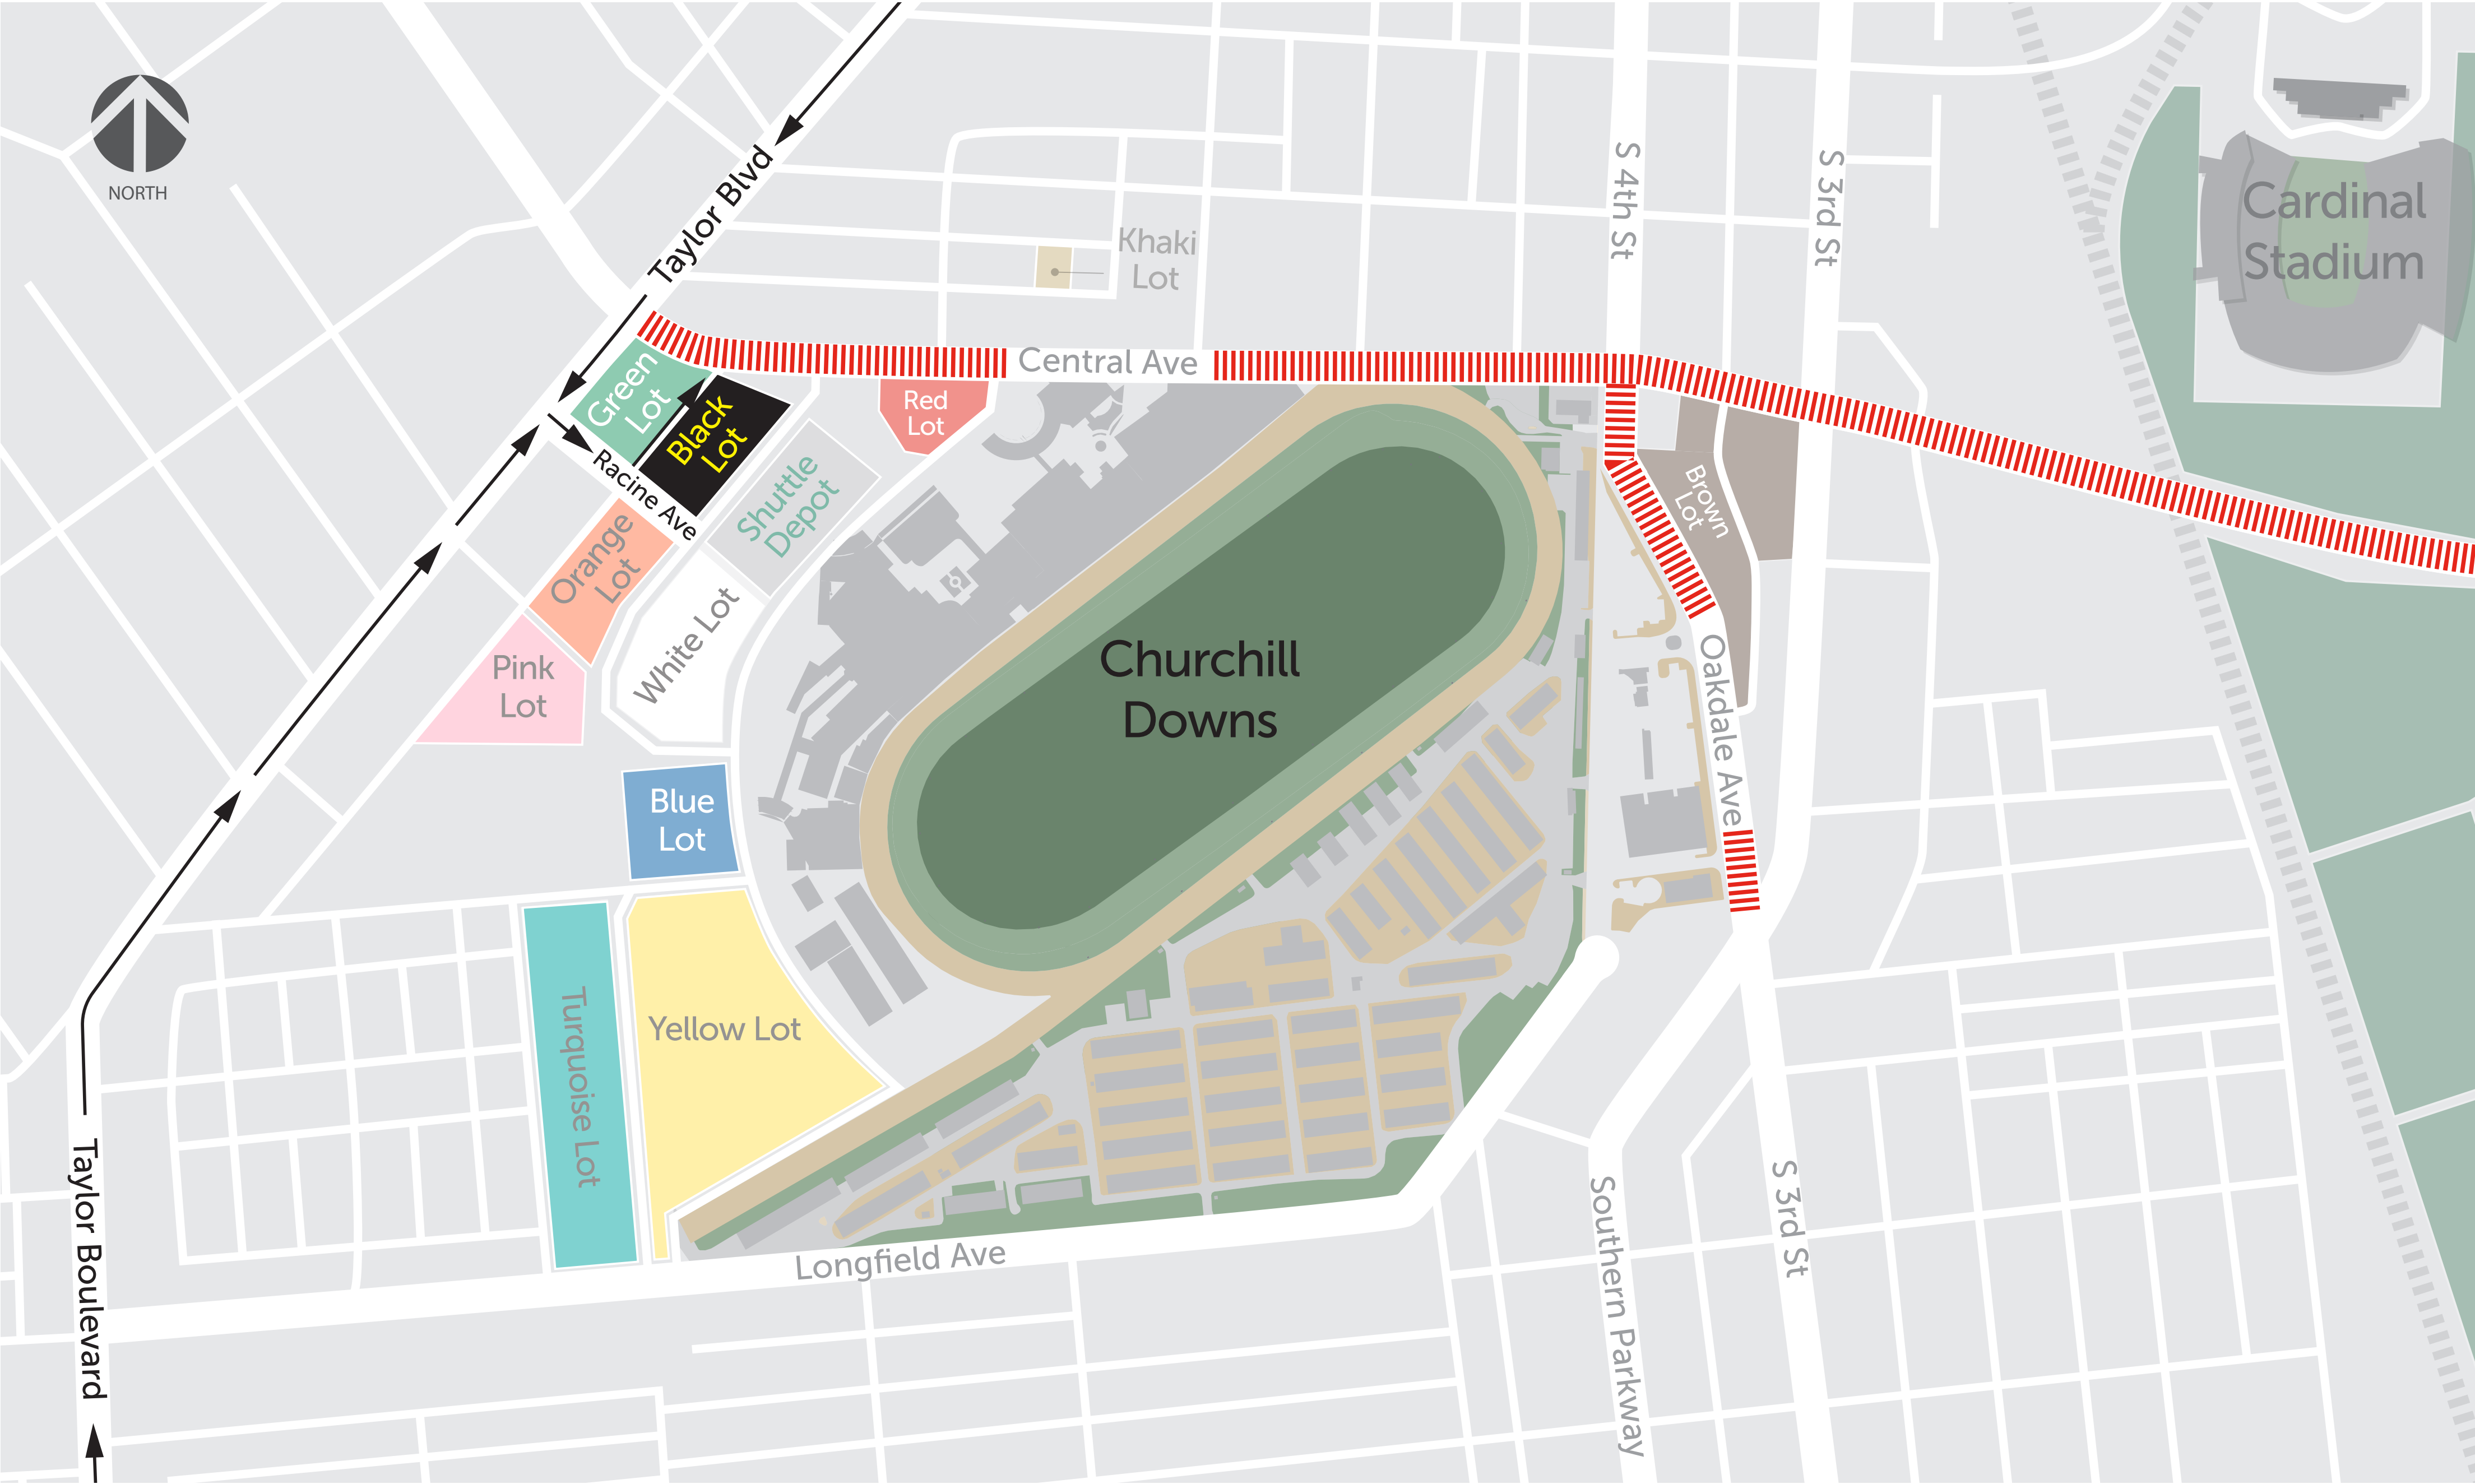 NORTH
Taylor Blvd
Khaki
Lot
S 4th St
S 3rd St
Cardinal
Stadium
Central Ave
Green
Lot
Black
Lot
Red
Lot
Racine Ave
Shuttle
Depot
Orange
Lot
Brown
Lot
White Lot
Pink
Lot
Churchill
Downs
Oakdale Ave
Blue
Lot
Turquoise Lot
Yellow Lot
Taylor Boulevard
Longfield Ave
Southern Parkway
S 3rd St